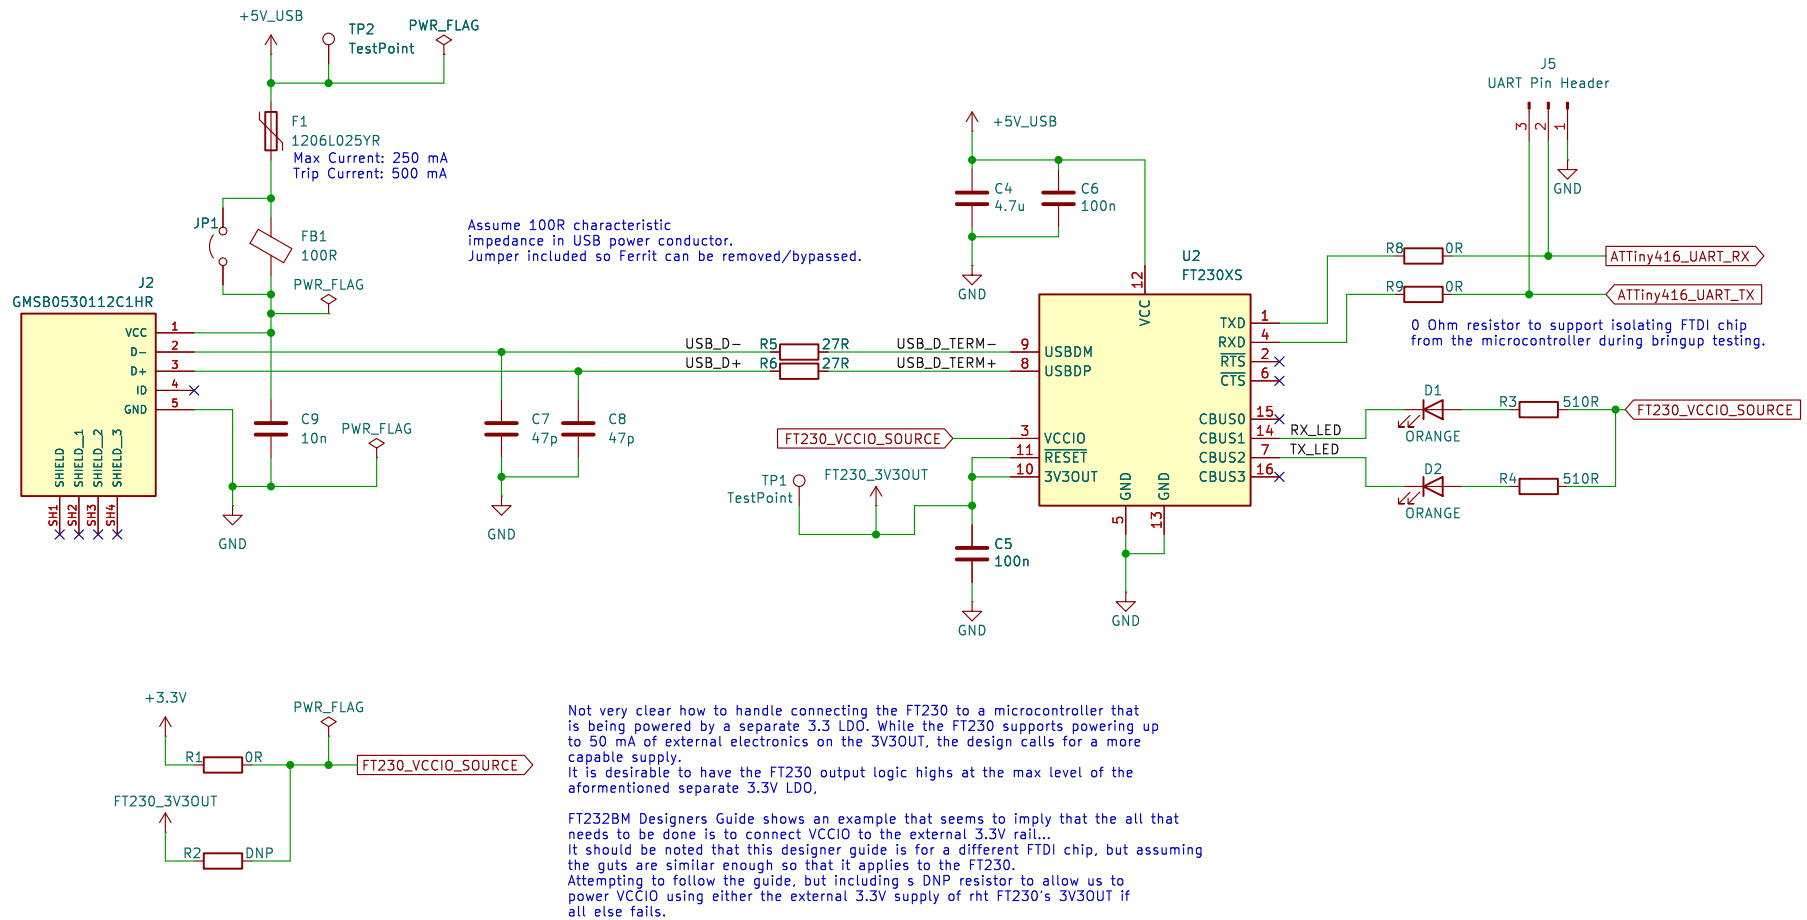 +5V_USB
TP2
TestPoint
PWR_FLAG
F1
1206L025YR
Max Current: 250 mA
Trip Current: 500 mA
JP1
FB1
100R
PWR_FLAG
J2
GMSB0530112C1HR
VCC 1
D- 2
D+ 3
ID 4
GND 5
SHIELD
SHIELD__1
SHIELD__2
SHIELD__3
SH1
SH2
SH3
SH4
C9
10n
PWR_FLAG
GND
Assume 100R characteristic
impedance in USB power conductor.
Jumper included so Ferrit can be removed/bypassed.
USB_D- R5 27R USB_D_TERM-
USB_D+ R6 27R USB_D_TERM+
C7
47p
C8
47p
GND
+5V_USB
C4
4.7u
C6
100n
GND
U2
FT230XS
12
VCC
9 USBDM
8 USBDP
3 VCCIO
11 RESET
10 3V3OUT
GND
GND
5
13
GND
TXD 1
RXD 4
RTS 2
CTS 6
CBUS0 15
CBUS1 14
CBUS2 7
CBUS3 16
FT230_VCCIO_SOURCE
TP1
TestPoint
FT230_3V3OUT
C5
100n
GND
J5
UART Pin Header
3
2
1
GND
R8 0R
ATTiny416_UART_RX
R9 0R
ATTiny416_UART_TX
0 Ohm resistor to support isolating FTDI chip
from the microcontroller during bringup testing.
RX_LED
TX_LED
D1
ORANGE
R3 510R
FT230_VCCIO_SOURCE
D2
ORANGE
R4 510R
+3.3V
R1 0R
PWR_FLAG
FT230_VCCIO_SOURCE
FT230_3V3OUT
R2 DNP
Not very clear how to handle connecting the FT230 to a microcontroller that
is being powered by a separate 3.3 LDO. While the FT230 supports powering up
to 50 mA of external electronics on the 3V3OUT, the design calls for a more
capable supply.
It is desirable to have the FT230 output logic highs at the max level of the
aformentioned separate 3.3V LDO,
FT232BM Designers Guide shows an example that seems to imply that the all that
needs to be done is to connect VCCIO to the external 3.3V rail...
It should be noted that this designer guide is for a different FTDI chip, but assuming
the guts are similar enough so that it applies to the FT230.
Attempting to follow the guide, but including s DNP resistor to allow us to
power VCCIO using either the external 3.3V supply of rht FT230's 3V3OUT if
all else fails.